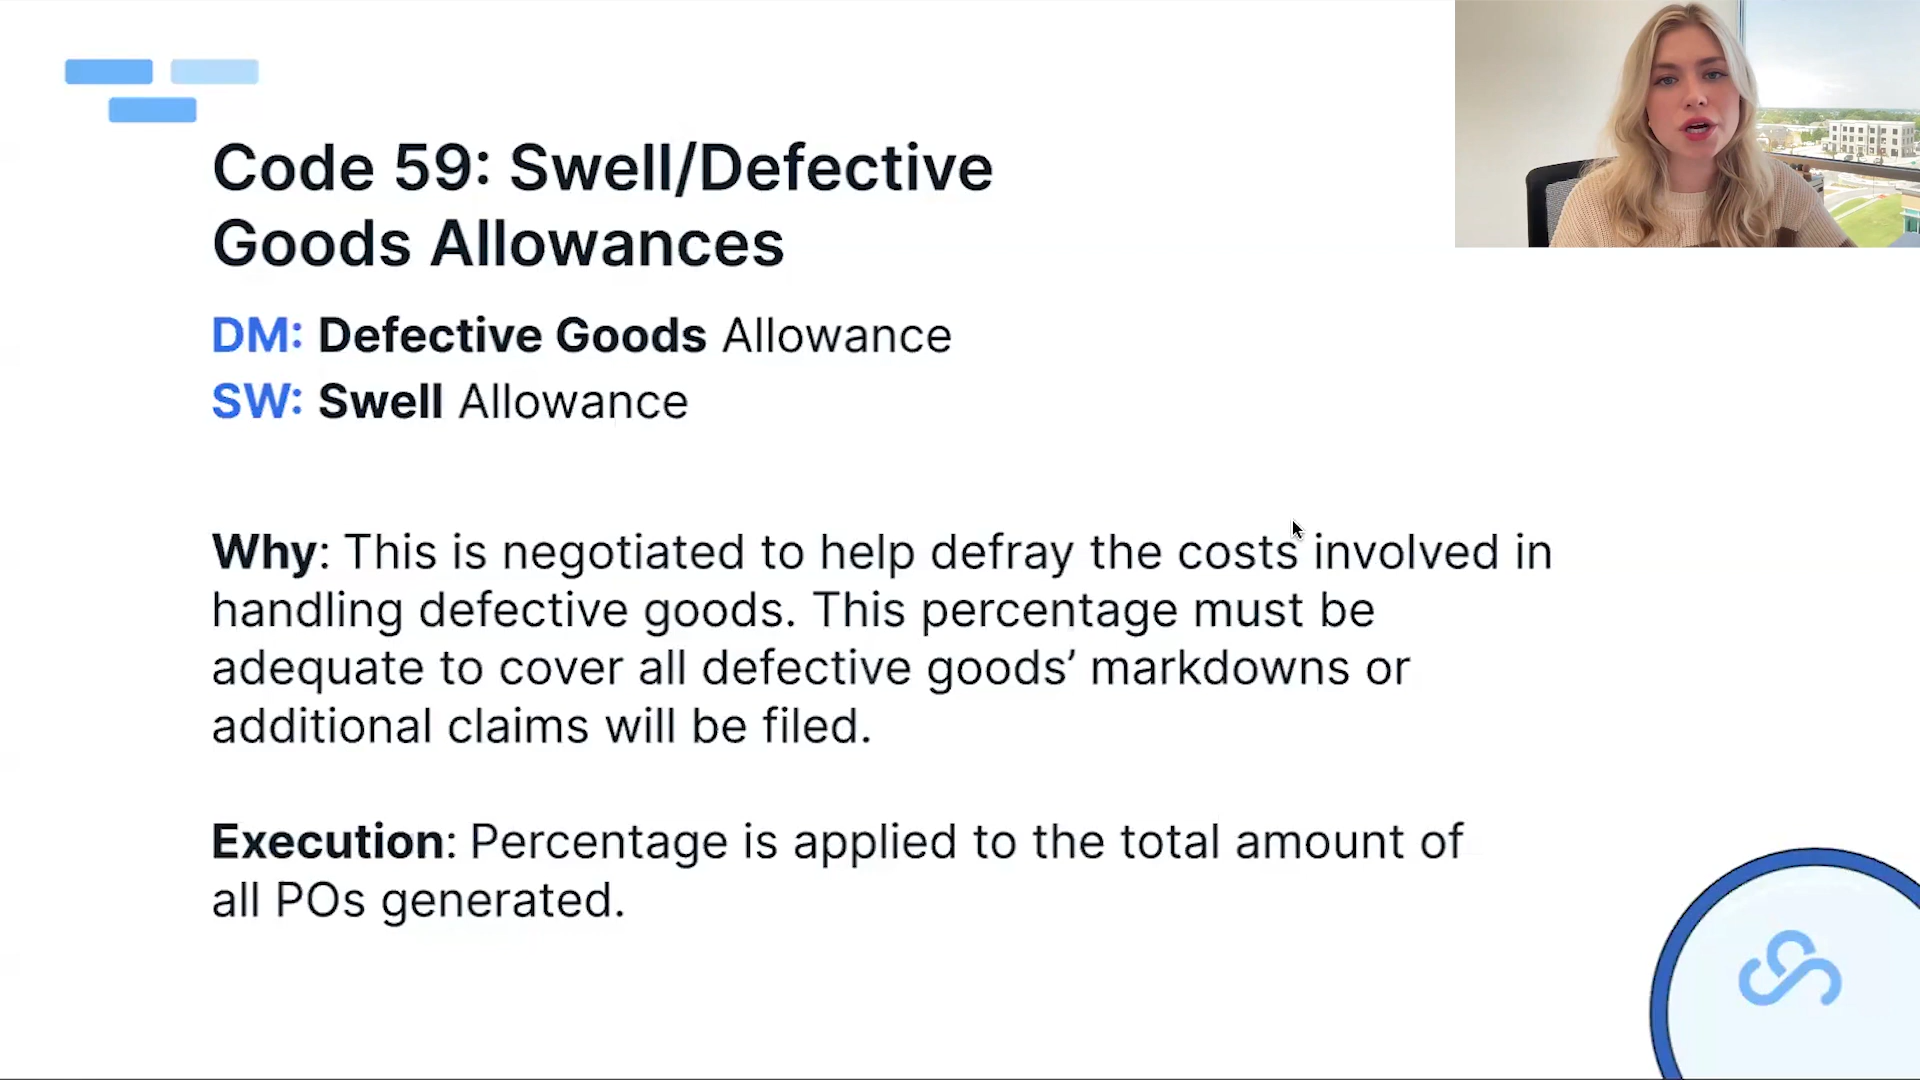 Code 59: Swell/Defective
Goods Allowances
DM: Defective Goods Allowance
SW: Swell Allowance
Why: This is negotiated to help defray the costs involved in
handling defective goods. This percentage must be
adequate to cover all defective goods’ markdowns or
additional claims will be filed.
Execution: Percentage is applied to the total amount of
all POs generated.